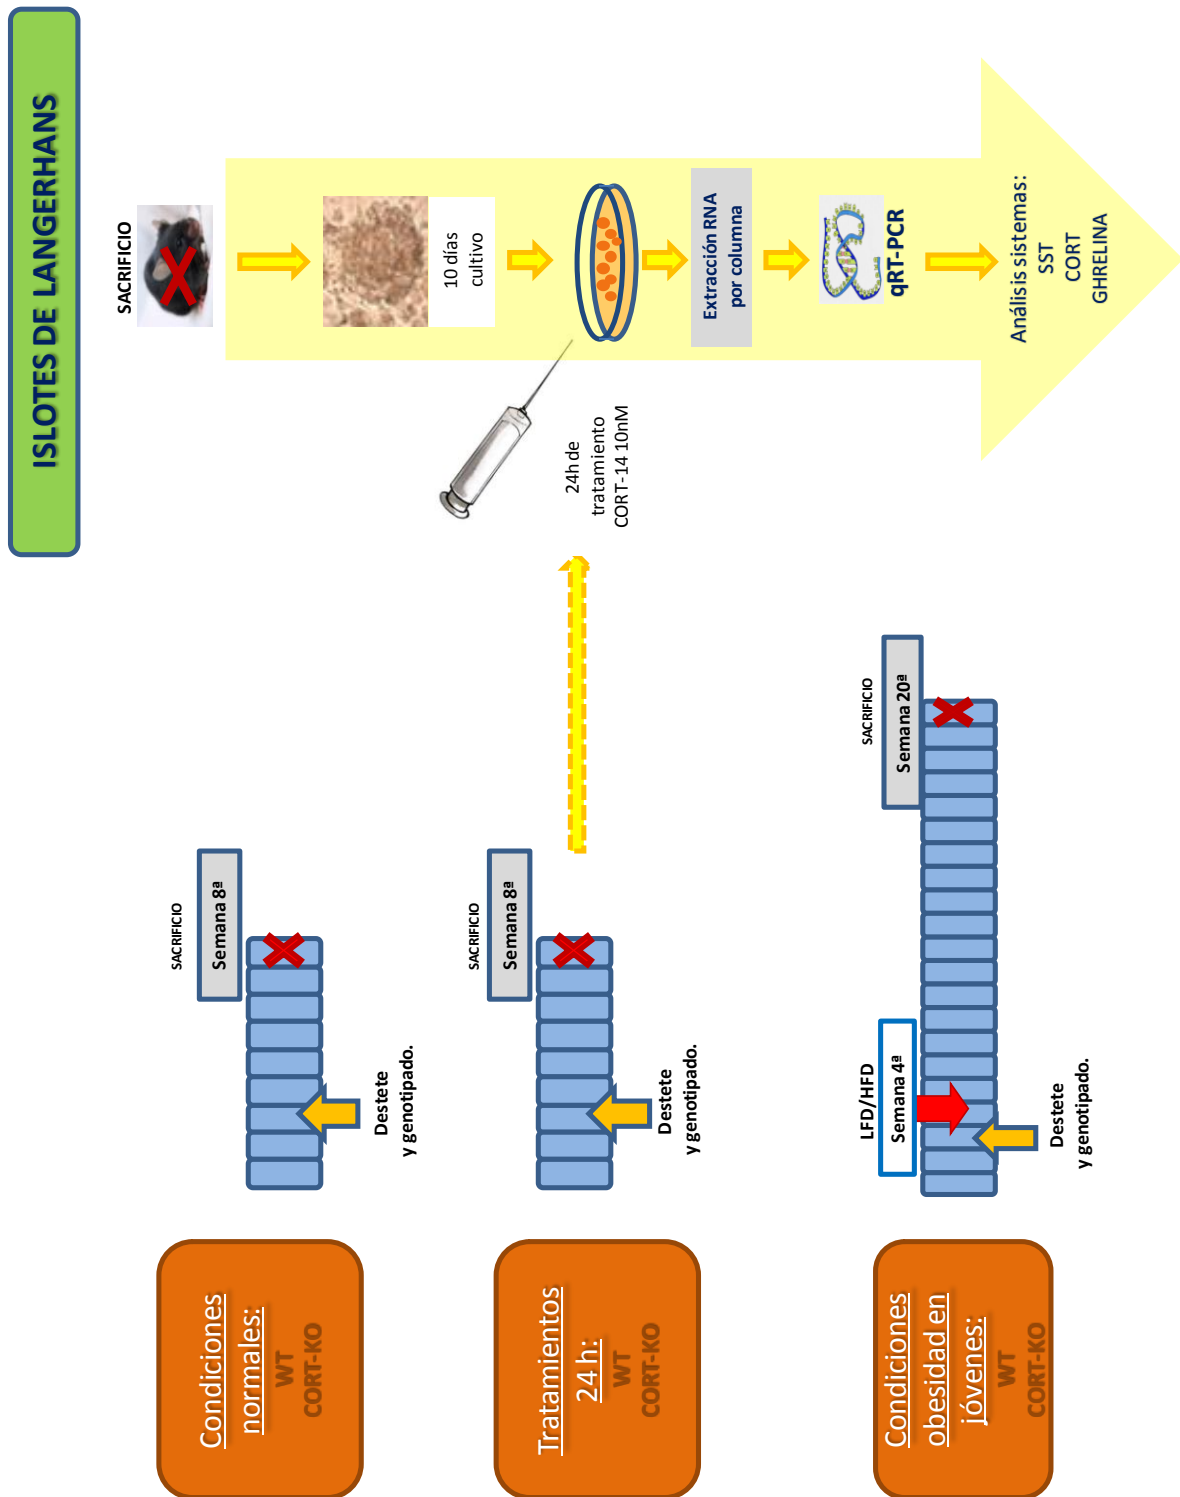 ISLOTES DE LANGERHANS
Condiciones
normales:
WT
CORT-KO
SACRIFICIO
Semana 8ª
Destete
y genotipado.
Tratamientos
24 h:
WT
CORT-KO
SACRIFICIO
Semana 8ª
Destete
y genotipado.
Condiciones
obesidad en
jóvenes:
WT
CORT-KO
LFD/HFD
Semana 4ª
SACRIFICIO
Semana 20ª
Destete
y genotipado.
SACRIFICIO
10 días
cultivo
24h de
tratamiento
CORT-14 10nM
Extracción RNA
por columna
qRT-PCR
Análisis sistemas:
SST
CORT
GHRELINA